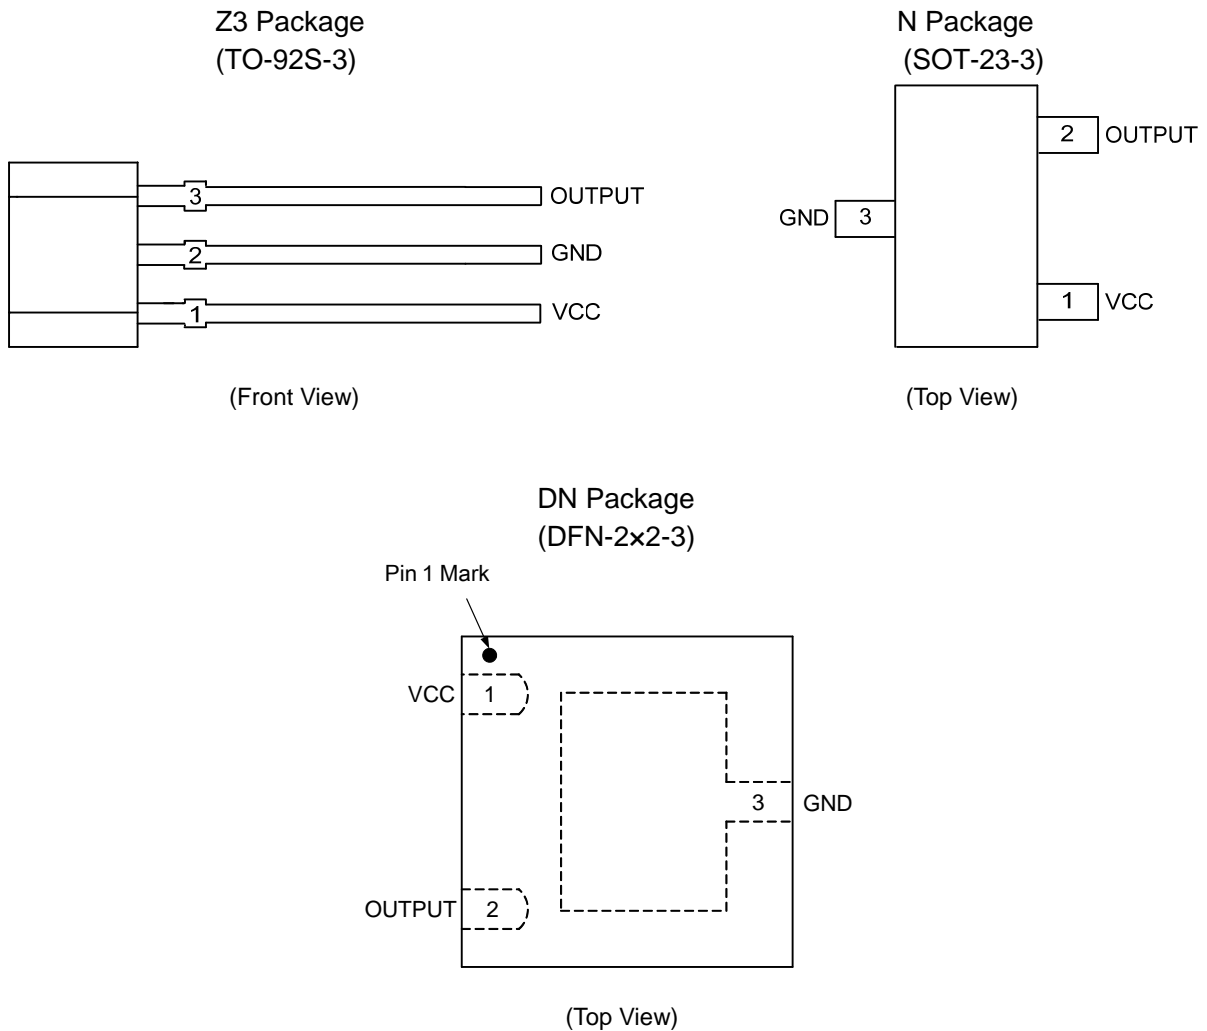 Z3 Package
(TO-92S-3)
3
OUTPUT
2
GND
1
VCC
(Front View)
N Package
(SOT-23-3)
2
OUTPUT
GND
3
1
VCC
(Top View)
DN Package
(DFN-2×2-3)
Pin 1 Mark
VCC
1
3
GND
OUTPUT
2
(Top View)